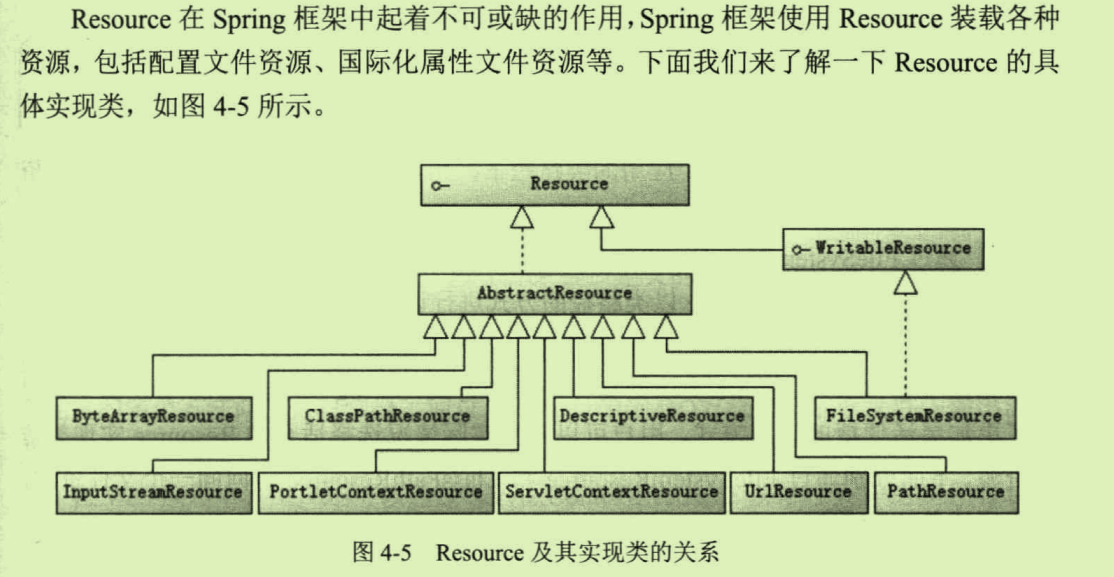 Resource 在 Spring 框架中起着不可或缺的作用，Spring 框架使用 Resource 装载各种
资源，包括配置文件资源、国际化属性文件资源等。下面我们来了解一下 Resource 的具
体实现类，如图 4-5 所示。
Resource
WritableResource
AbstractResource
ByteArrayResource
ClassPathResource
DescriptiveResource
FileSystemResource
InputStreamResource
PortletContextResource
ServletContextResource
UrlResource
PathResource
图 4-5 Resource 及其实现类的关系